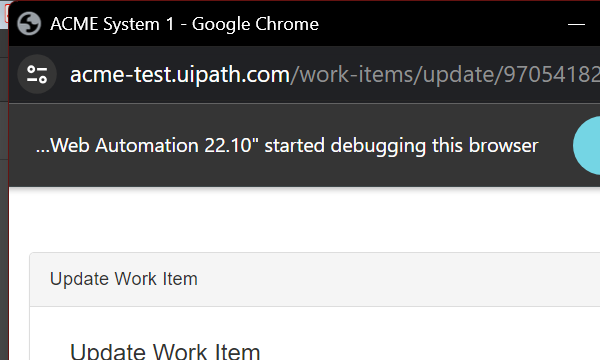 ACME System 1 - Google Chrome
acme-test.uipath.com/work-items/update/97054182
...Web Automation 22.10" started debugging this browser
Update Work Item
Update Work Item